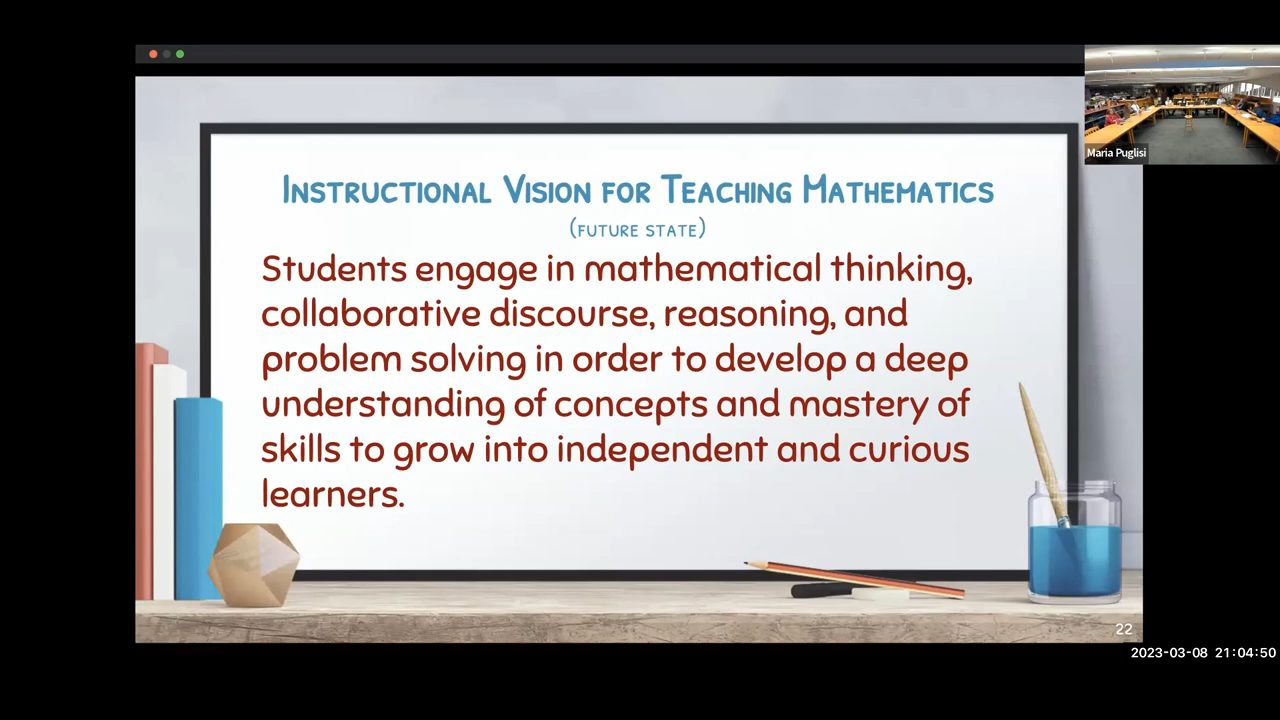 Instructional Vision for Teaching Mathematics
(future state)
Students engage in mathematical thinking,
collaborative discourse, reasoning, and
problem solving in order to develop a deep
understanding of concepts and mastery of
skills to grow into independent and curious
learners.
22
Maria Puglisi
2023-03-08 21:04:50